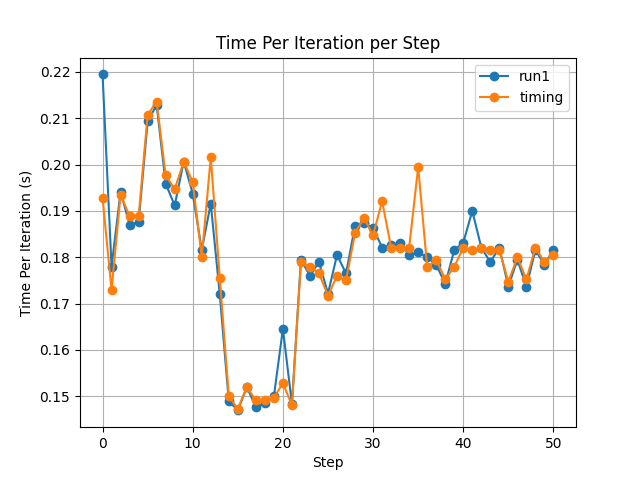 Time Per Iteration per Step
Time Per Iteration (s)
0.22
0.21
0.20
0.19
0.18
0.17
0.16
0.15
run1
timing
0
10
20
30
40
50
Step